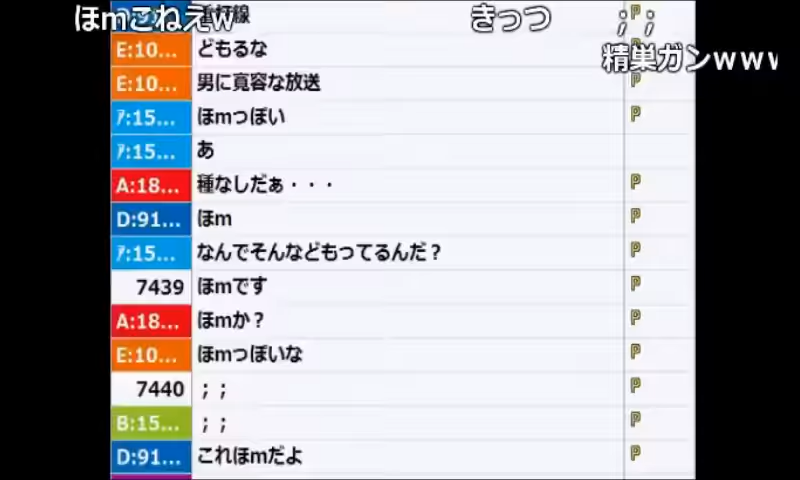 ほmこねえw
きっつ
；；
精巣ガンwww
E:10... どもるな P
E:10... 男に寛容な放送 P
ｱ:15... ほmっぽい P
ｱ:15... あ
A:18... 種なしだぁ・・・ P
D:91... ほm P
ｱ:15... なんでそんなどもってるんだ？ P
7439 ほmです P
A:18... ほmか？ P
E:10... ほmっぽいな P
7440 ；； P
B:15... ；； P
D:91... これほmだよ P